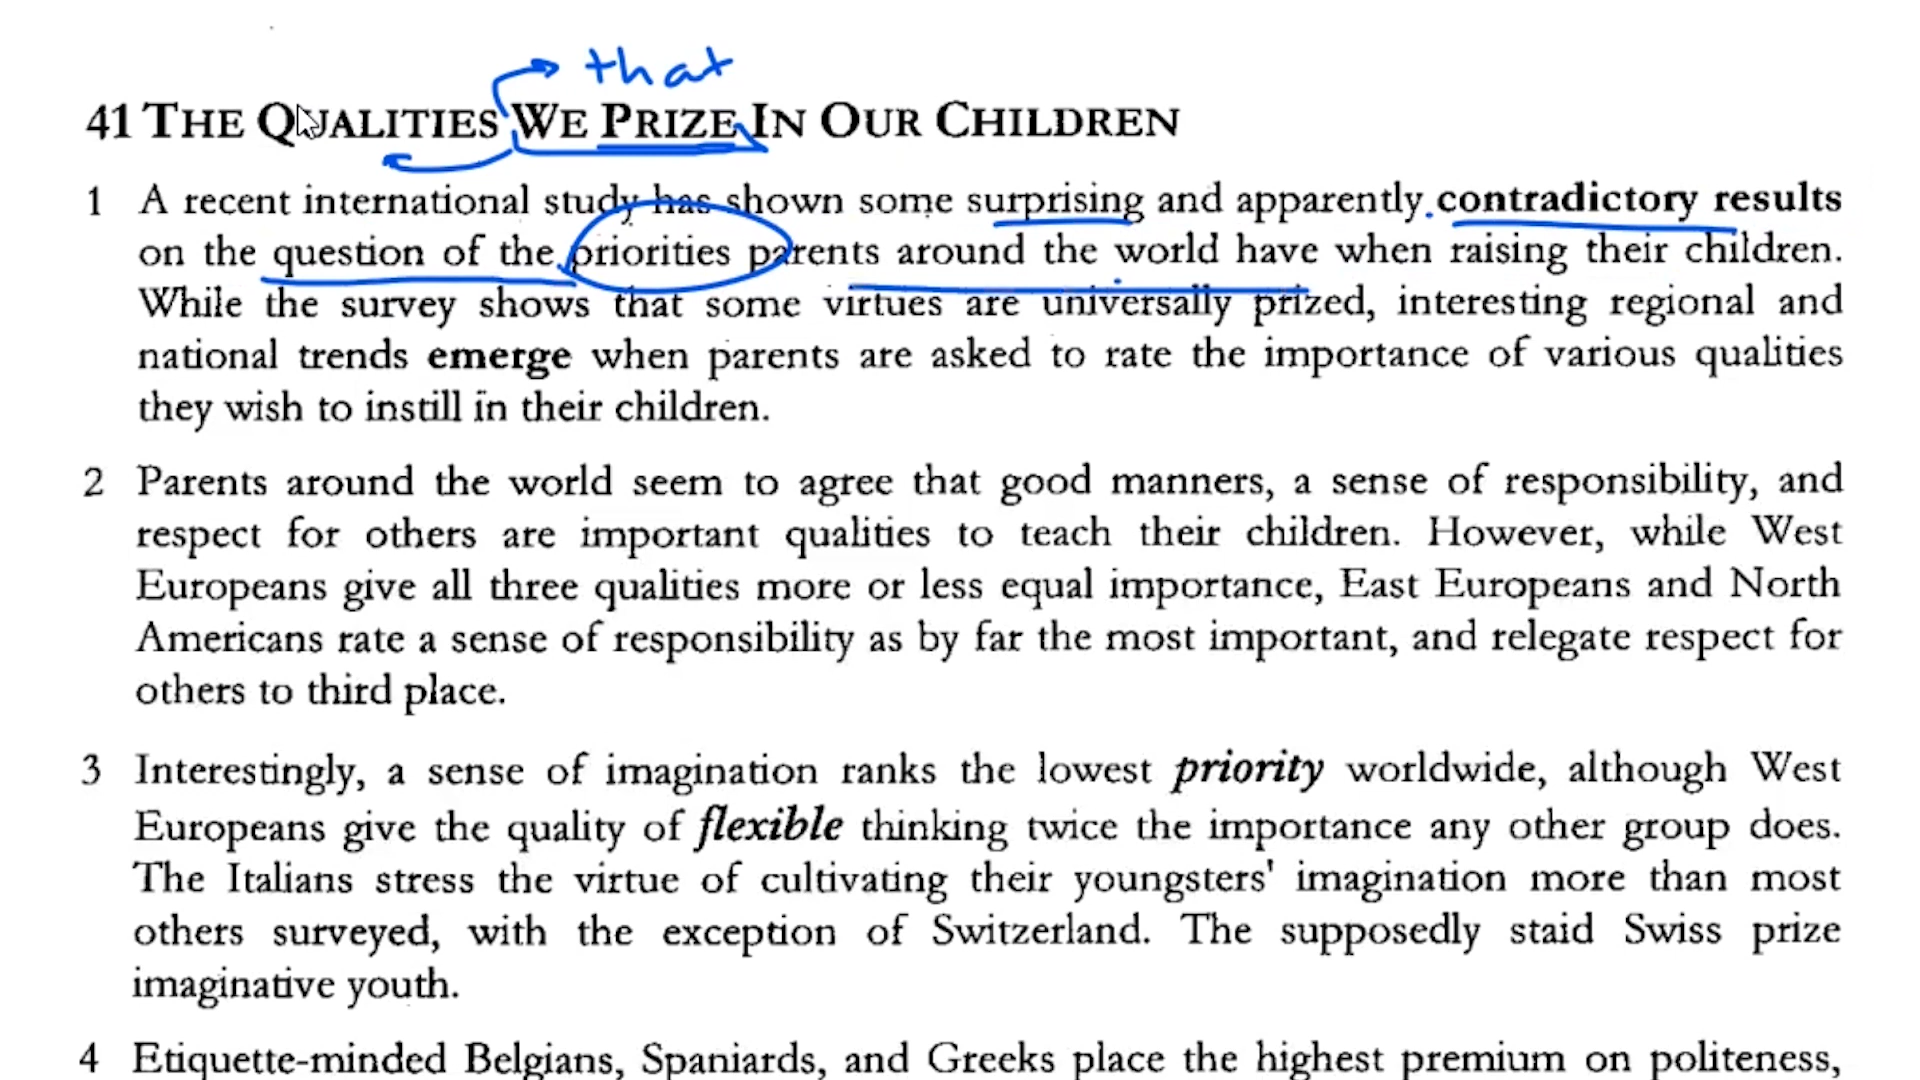 that
41 THE QUALITIES WE PRIZE IN OUR CHILDREN
1 A recent international study has shown some surprising and apparently contradictory results
on the question of the priorities parents around the world have when raising their children.
While the survey shows that some virtues are universally prized, interesting regional and
national trends emerge when parents are asked to rate the importance of various qualities
they wish to instill in their children.
2 Parents around the world seem to agree that good manners, a sense of responsibility, and
respect for others are important qualities to teach their children. However, while West
Europeans give all three qualities more or less equal importance, East Europeans and North
Americans rate a sense of responsibility as by far the most important, and relegate respect for
others to third place.
3 Interestingly, a sense of imagination ranks the lowest priority worldwide, although West
Europeans give the quality of flexible thinking twice the importance any other group does.
The Italians stress the virtue of cultivating their youngsters' imagination more than most
others surveyed, with the exception of Switzerland. The supposedly staid Swiss prize
imaginative youth.
4 Etiquette-minded Belgians, Spaniards, and Greeks place the highest premium on politeness,